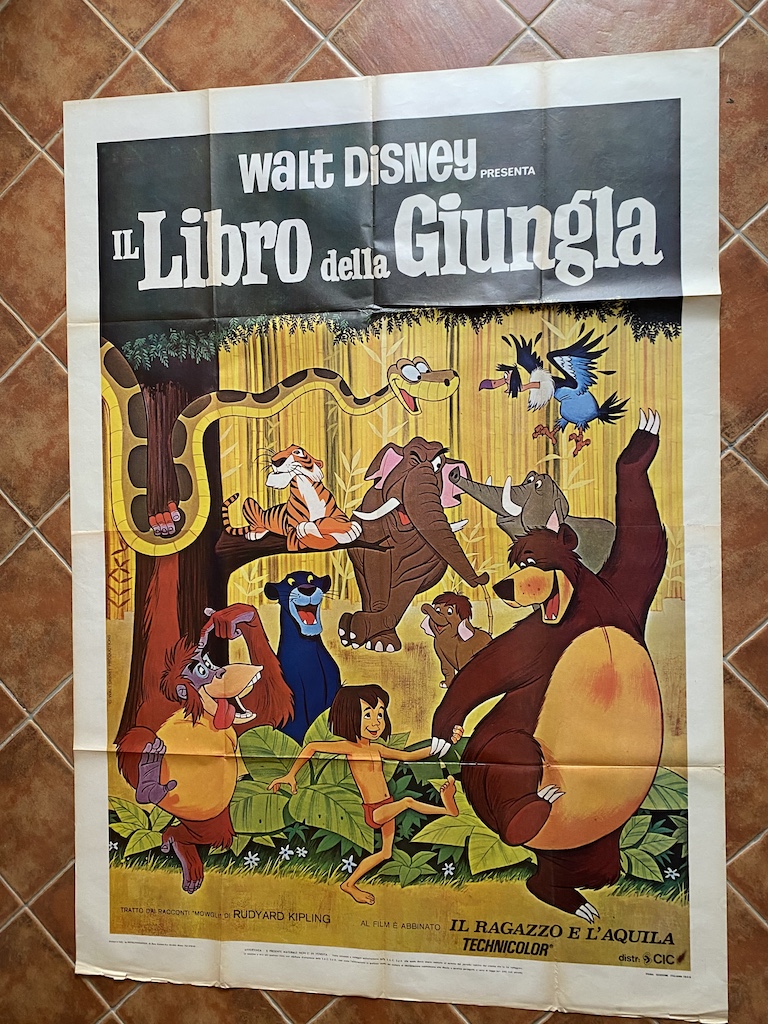 WALT DiSNEY PRESENTA
IL LIBRO della GIUNGLA
TRATTO DAI RACCONTI "MOWGLI" DI RUDYARD KIPLING
AL FILM È ABBINATO IL RAGAZZO E L'AQUILA
TECHNICOLOR®
distr. CIC